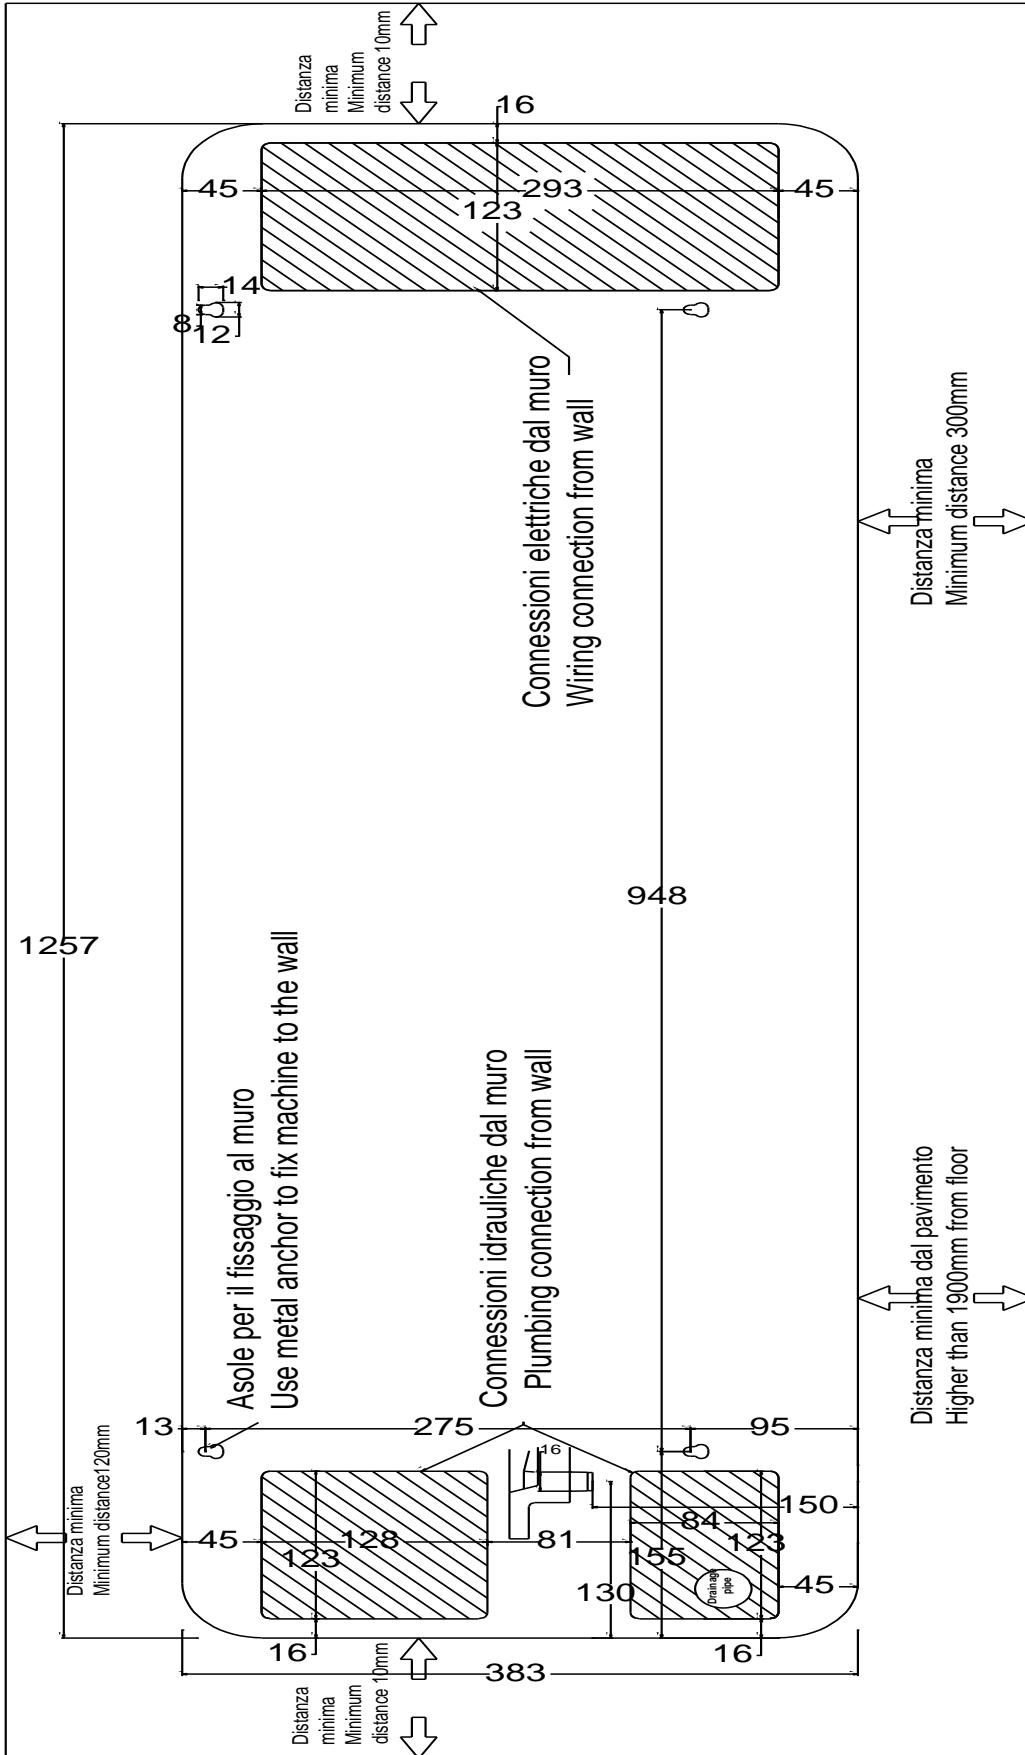 Distanza
minima
Minimum
distance 10mm
16
45
293
45
123
14
8
12
Connessioni elettriche dal muro
Wiring connection from wall
Distanza minima
Minimum distance 300mm
948
1257
Asole per il fissaggio al muro
Use metal anchor to fix machine to the wall
Connessioni idrauliche dal muro
Plumbing connection from wall
Distanza minima dal pavimento
Higher than 1900mm from floor
13
275
95
16
Distanza minima
Minimum distance120mm
150
45
128
81
84
123
123
155
130
Drainage
pipe
45
16
16
383
Distanza
minima
Minimum
distance 10mm